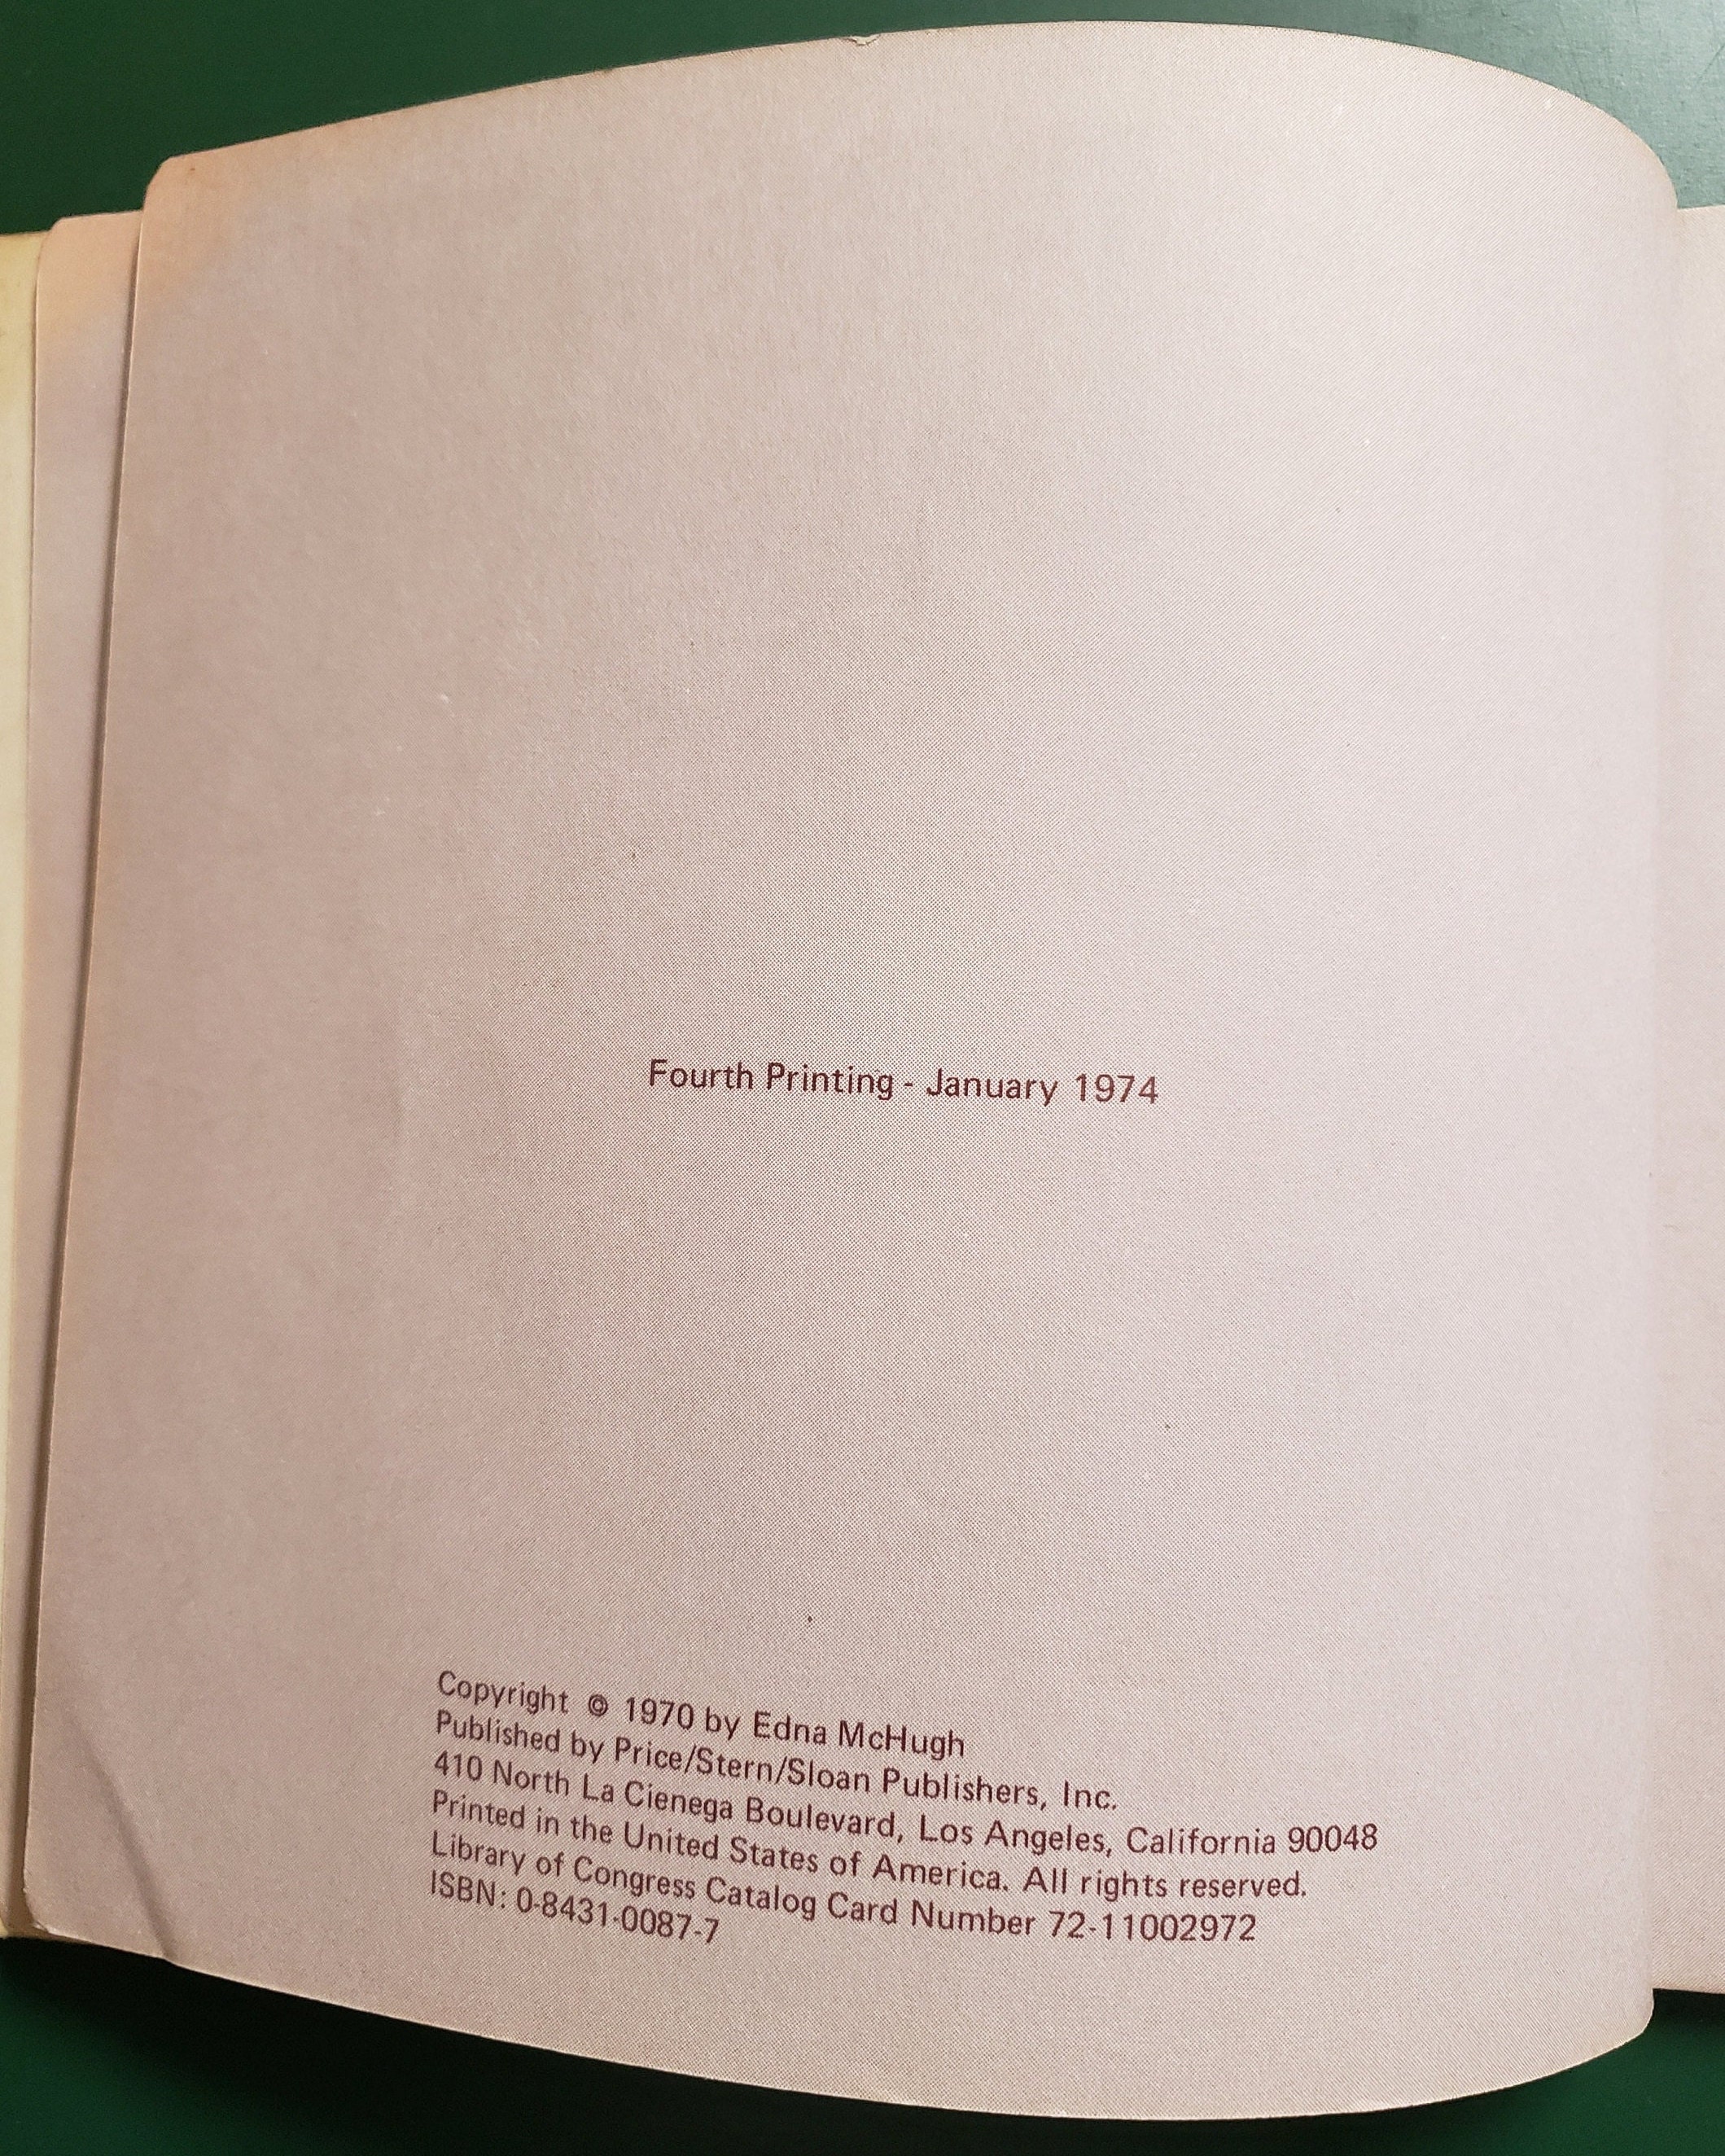 Fourth Printing - January 1974
Copyright © 1970 by Edna McHugh
Published by Price/Stern/Sloan Publishers, Inc.
410 North La Cienega Boulevard, Los Angeles, California 90048
Printed in the United States of America. All rights reserved.
Library of Congress Catalog Card Number 72-11002972
ISBN: 0-8431-0087-7